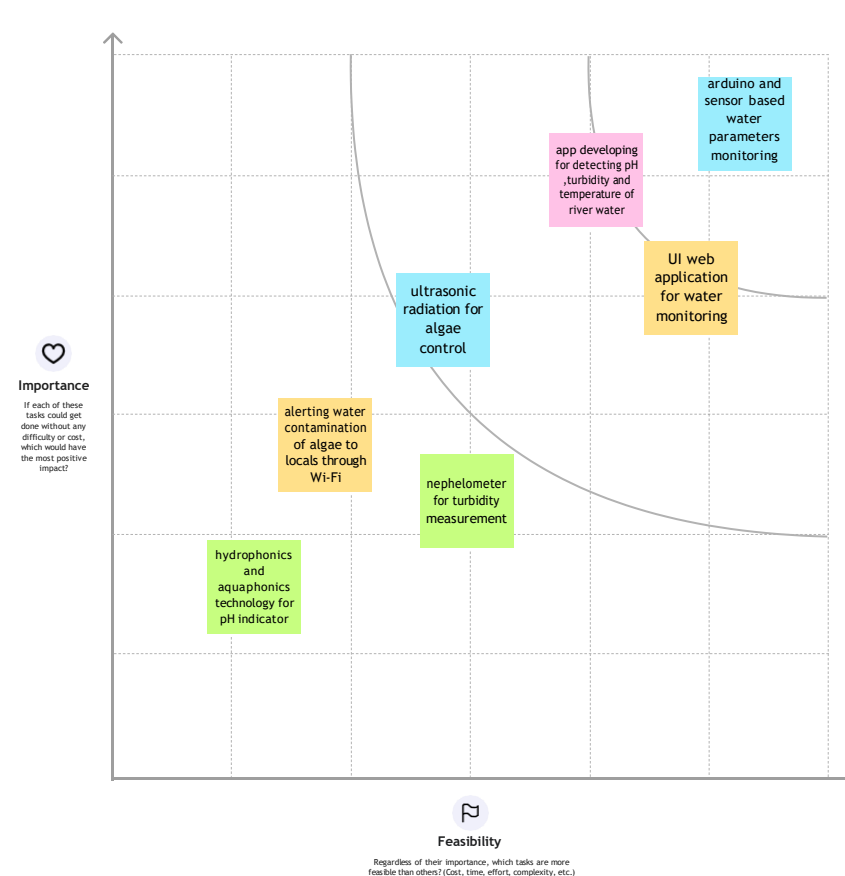 arduino and
sensor based
water
parameters
monitoring
app developing
for detecting pH
,turbidity and
temperature of
river water
UI web
application
for water
monitoring
ultrasonic
radiation for
algae
control
Importance
If each of these
tasks could get
done without any
difficulty or cost,
which would have
the most positive
impact?
alerting water
contamination
of algae to
locals through
Wi-Fi
nephelometer
for turbidity
measurement
hydrophonics
and
aquaphonics
technology for
pH indicator
Feasibility
Regardless of their importance, which tasks are more
feasible than others? (Cost, time, effort, complexity, etc.)